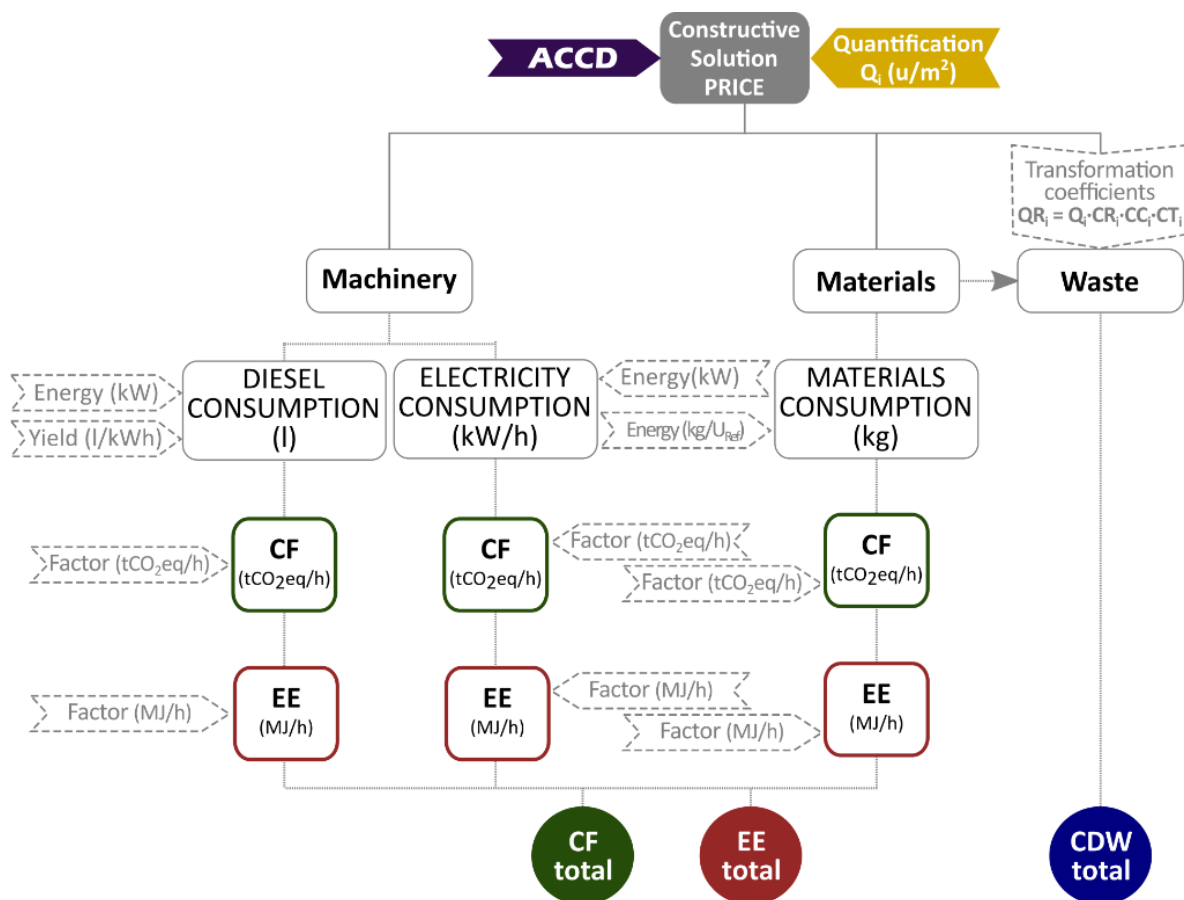 ACCD
Constructive
Solution
PRICE
Quantification
Qᵢ (u/m²)
Transformation
coefficients
QRᵢ = Qᵢ·CRᵢ·CCᵢ·CTᵢ
Machinery
Materials
Waste
Energy (kW)
Yield (l/kWh)
DIESEL
CONSUMPTION
(l)
ELECTRICITY
CONSUMPTION
(kW/h)
Energy(kW)
Energy (kg/U_Ref)
MATERIALS
CONSUMPTION
(kg)
Factor (tCO₂eq/h)
CF
(tCO₂eq/h)
CF
(tCO₂eq/h)
Factor (tCO₂eq/h)
Factor (tCO₂eq/h)
CF
(tCO₂eq/h)
Factor (MJ/h)
EE
(MJ/h)
EE
(MJ/h)
Factor (MJ/h)
Factor (MJ/h)
EE
(MJ/h)
CF
total
EE
total
CDW
total